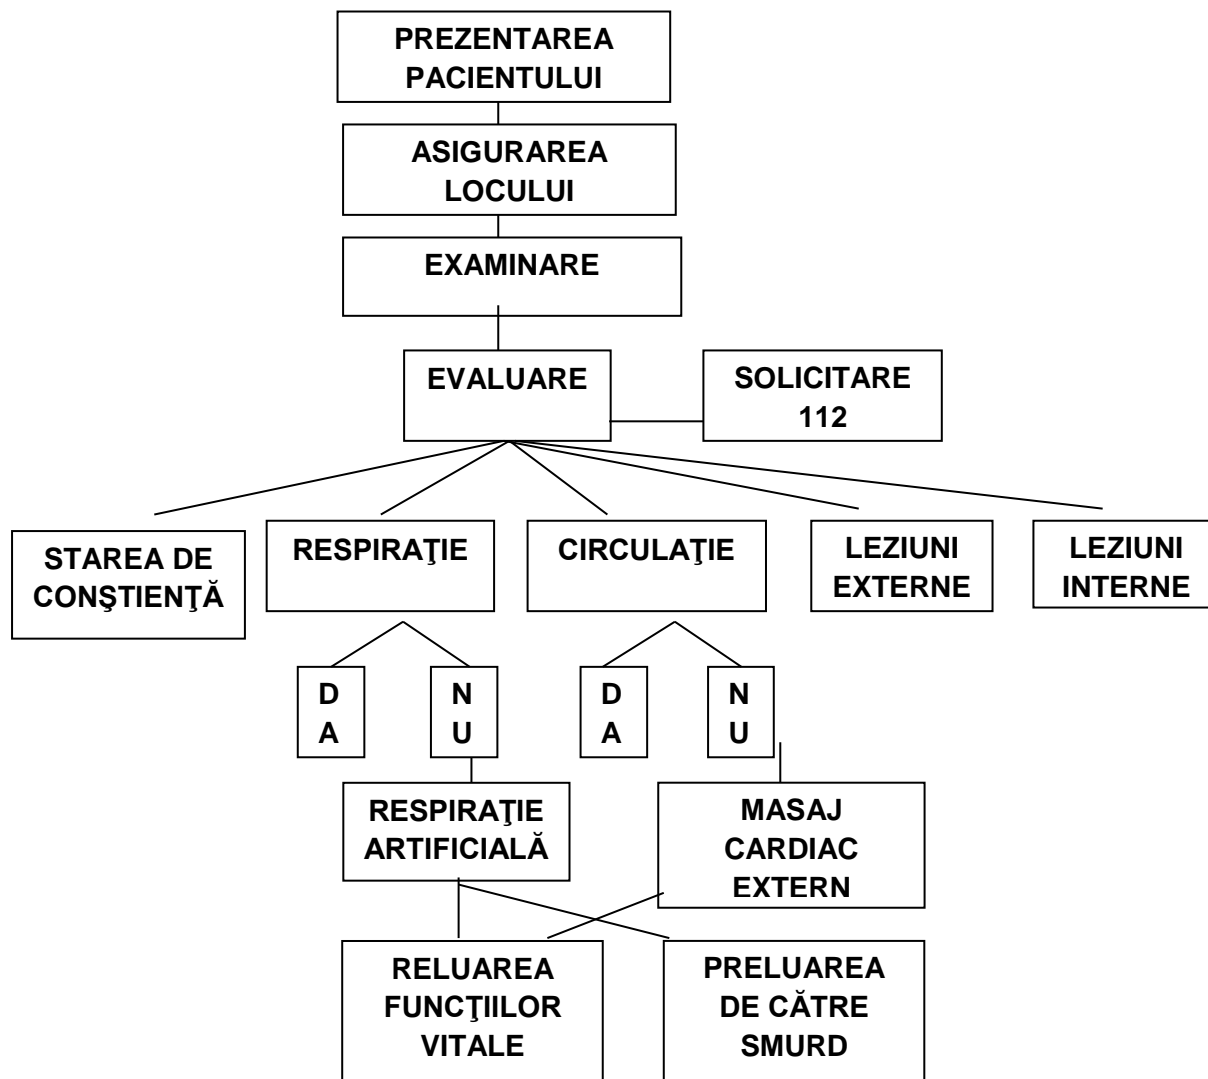 PREZENTAREA
PACIENTULUI
ASIGURAREA
LOCULUI
EXAMINARE
EVALUARE
SOLICITARE
112
STAREA DE
CONŞTIENŢĂ
RESPIRAŢIE
CIRCULAŢIE
LEZIUNI
EXTERNE
LEZIUNI
INTERNE
D
A
N
U
D
A
N
U
RESPIRAŢIE
ARTIFICIALĂ
MASAJ
CARDIAC
EXTERN
RELUAREA
FUNCŢIILOR
VITALE
PRELUAREA
DE CĂTRE
SMURD